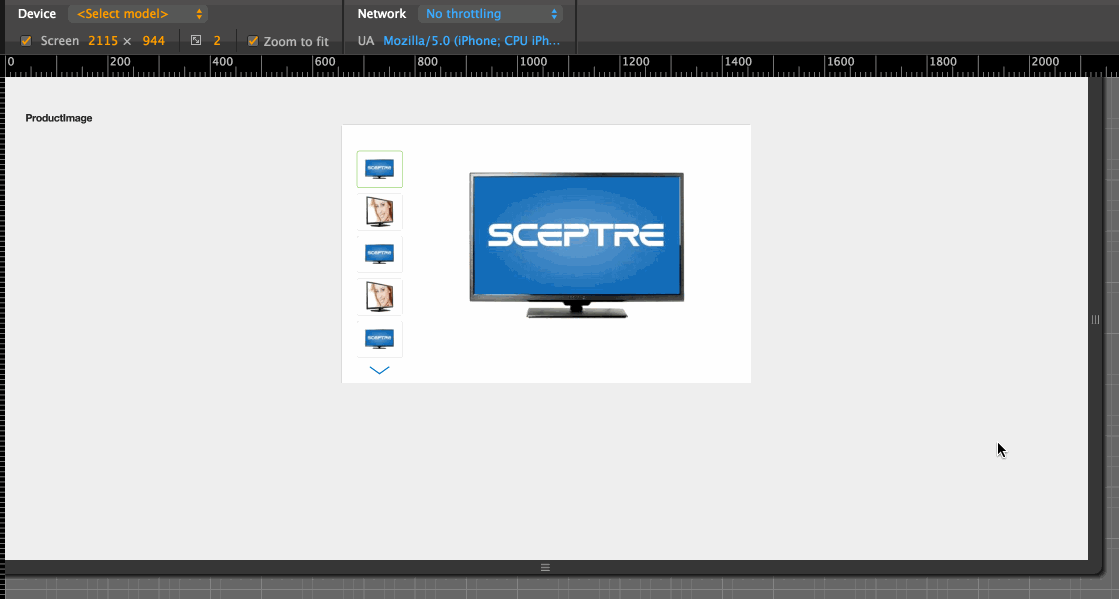 Device <Select model> Network No throttling
Screen 2115 × 944 2 Zoom to fit UA Mozilla/5.0 (iPhone; CPU iPh...
0 200 400 600 800 1000 1200 1400 1600 1800 2000
ProductImage
SCEPTRE
SCEPTRE
SCEPTRE
SCEPTRE